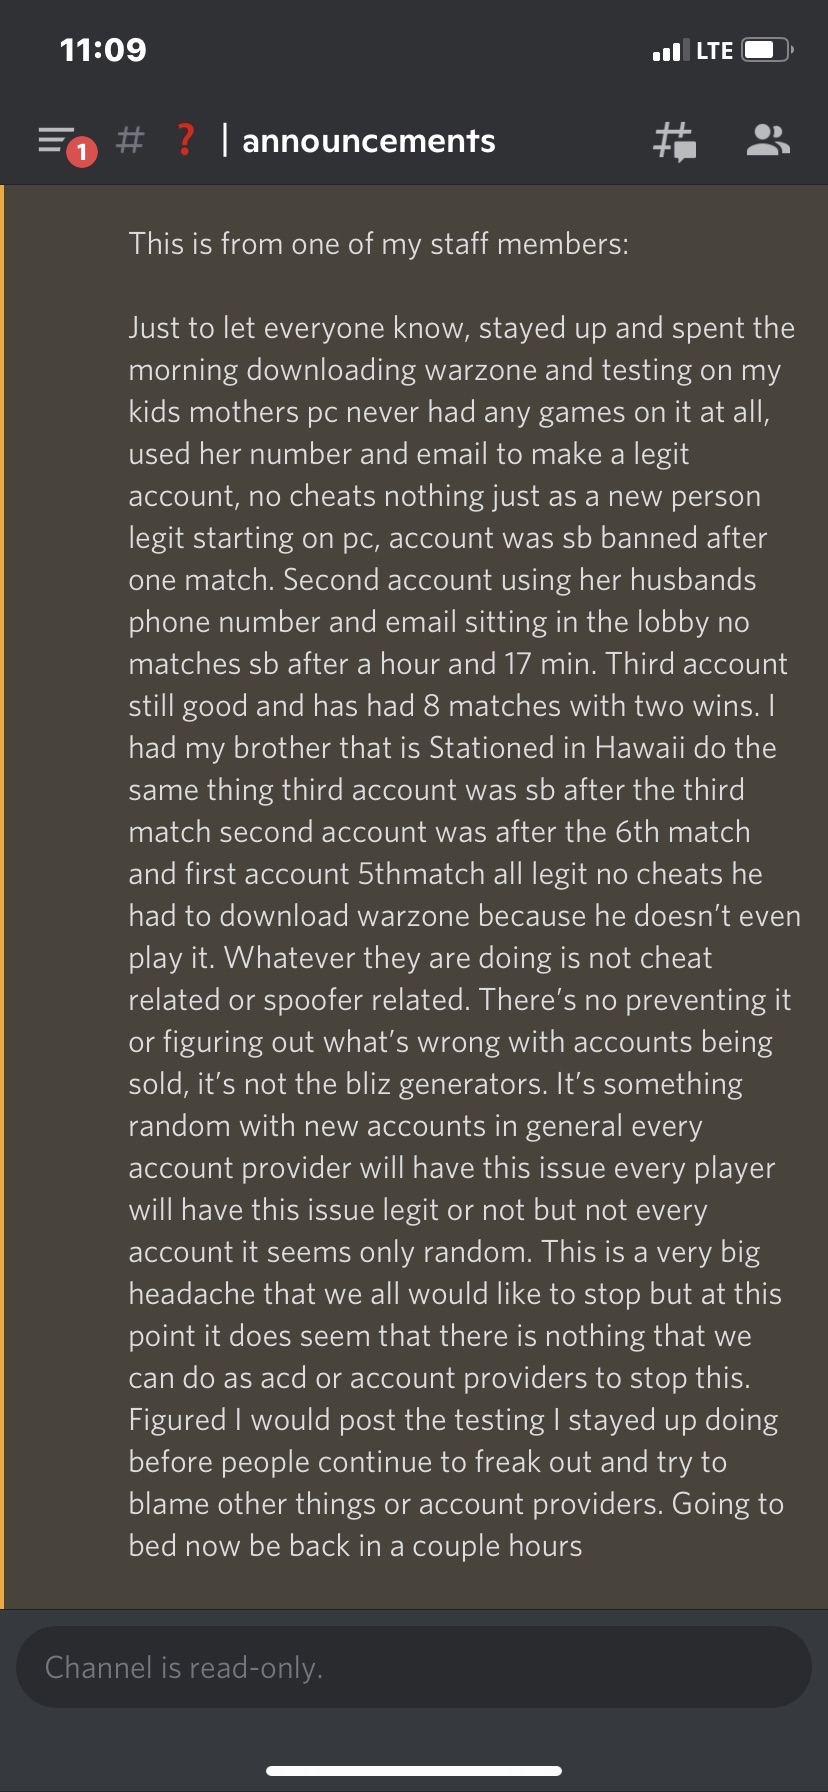 11:09
LTE
1
# ❓ | announcements
This is from one of my staff members:
Just to let everyone know, stayed up and spent the
morning downloading warzone and testing on my
kids mothers pc never had any games on it at all,
used her number and email to make a legit
account, no cheats nothing just as a new person
legit starting on pc, account was sb banned after
one match. Second account using her husbands
phone number and email sitting in the lobby no
matches sb after a hour and 17 min. Third account
still good and has had 8 matches with two wins. I
had my brother that is Stationed in Hawaii do the
same thing third account was sb after the third
match second account was after the 6th match
and first account 5thmatch all legit no cheats he
had to download warzone because he doesn't even
play it. Whatever they are doing is not cheat
related or spoofer related. There's no preventing it
or figuring out what's wrong with accounts being
sold, it's not the bliz generators. It's something
random with new accounts in general every
account provider will have this issue every player
will have this issue legit or not but not every
account it seems only random. This is a very big
headache that we all would like to stop but at this
point it does seem that there is nothing that we
can do as acd or account providers to stop this.
Figured I would post the testing I stayed up doing
before people continue to freak out and try to
blame other things or account providers. Going to
bed now be back in a couple hours
Channel is read-only.